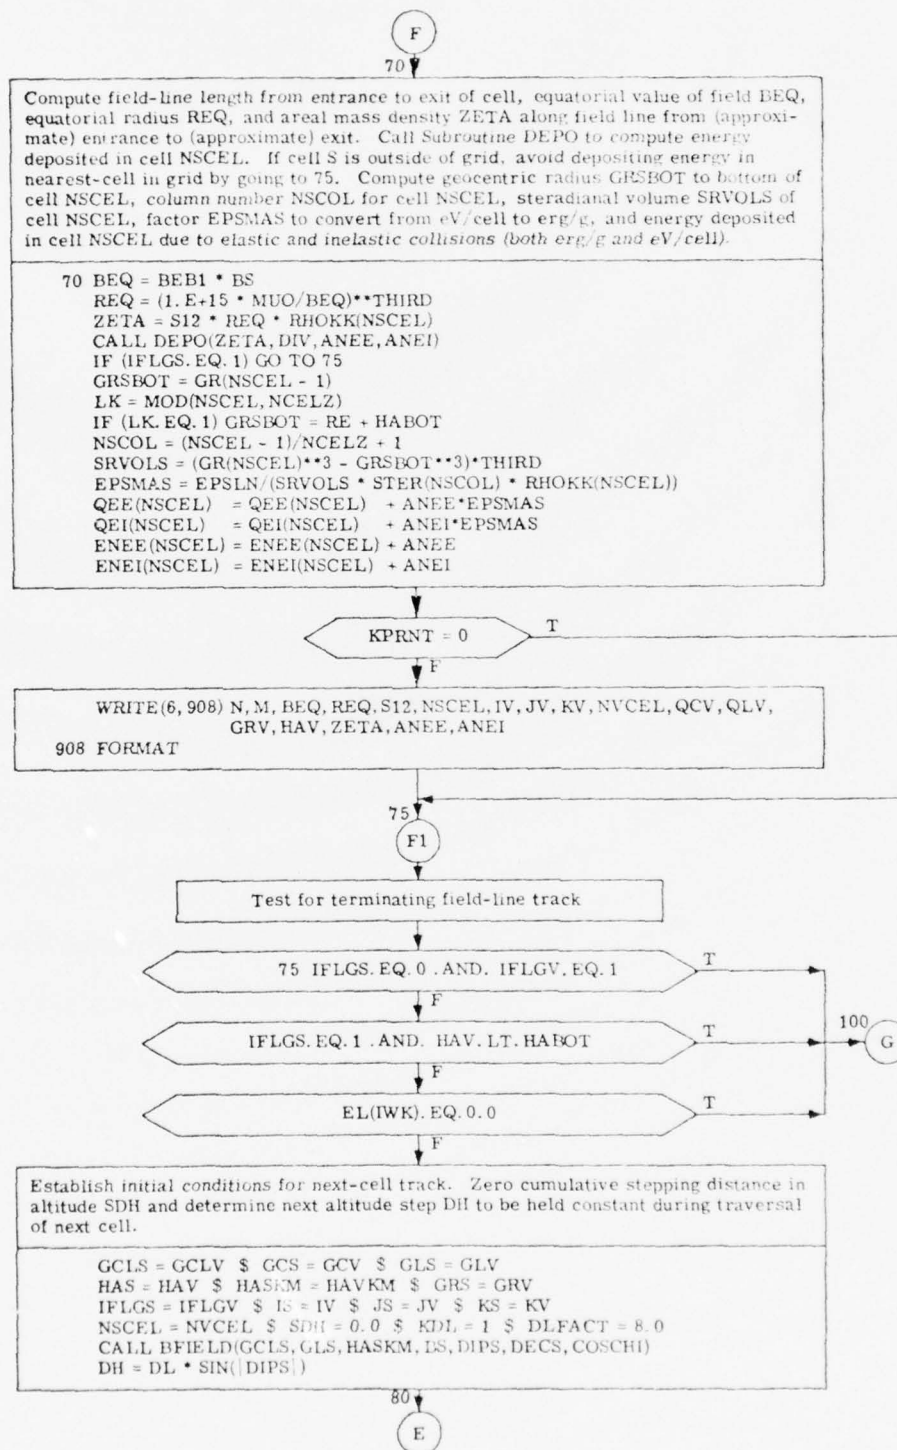 F
70
Compute field-line length from entrance to exit of cell, equatorial value of field BEQ,
equatorial radius REQ, and areal mass density ZETA along field line from (approxi-
mate) entrance to (approximate) exit. Call Subroutine DEPO to compute energy
deposited in cell NSCEL. If cell S is outside of grid, avoid depositing energy in
nearest-cell in grid by going to 75. Compute geocentric radius GRSBOT to bottom of
cell NSCEL, column number NSCOL for cell NSCEL, steradianal volume SRVOLS of
cell NSCEL, factor EPSMAS to convert from eV/cell to erg/g, and energy deposited
in cell NSCEL due to elastic and inelastic collisions (both erg/g and eV/cell).
70 BEQ = BEB1 * BS
REQ = (1.E+15 * MUO/BEQ)**THIRD
ZETA = S12 * REQ * RHOKK(NSCEL)
CALL DEPO(ZETA, DIV, ANEE, ANEI)
IF (IFLGS.EQ.1) GO TO 75
GRSBOT = GR(NSCEL - 1)
LK = MOD(NSCEL, NCELZ)
IF (LK.EQ.1) GRSBOT = RE + HABOT
NSCOL = (NSCEL - 1)/NCELZ + 1
SRVOLS = (GR(NSCEL)**3 - GRSBOT**3)*THIRD
EPSMAS = EPSLN/(SRVOLS * STER(NSCOL) * RHOKK(NSCEL))
QEE(NSCEL) = QEE(NSCEL) + ANEE*EPSMAS
QEI(NSCEL) = QEI(NSCEL) + ANEI*EPSMAS
ENEE(NSCEL) = ENEE(NSCEL) + ANEE
ENEI(NSCEL) = ENEI(NSCEL) + ANEI
KPRNT = 0
T
F
WRITE(6, 908) N, M, BEQ, REQ, S12, NSCEL, IV, JV, KV, NVCEL, QCV, QLV,
GRV, HAV, ZETA, ANEE, ANEI
908 FORMAT
75
F1
Test for terminating field-line track
75 IFLGS.EQ.0 .AND. IFLGV.EQ.1
T
F
IFLGS.EQ.1 .AND. HAV.LT.HABOT
T
100
G
F
EL(IWK).EQ.0.0
T
F
Establish initial conditions for next-cell track. Zero cumulative stepping distance in
altitude SDH and determine next altitude step DH to be held constant during traversal
of next cell.
GCLS = GCLV $ GCS = GCV $ GLS = GLV
HAS = HAV $ HASKM = HAVKM $ GRS = GRV
IFLGS = IFLGV $ IS = IV $ JS = JV $ KS = KV
NSCEL = NVCEL $ SDH = 0.0 $ KDL = 1 $ DLFACT = 8.0
CALL BFIELD(GCLS, GLS, HASKM, BS, DIPS, DECS, COSCHI)
DH = DL * SIN(|DIPS|)
80
E